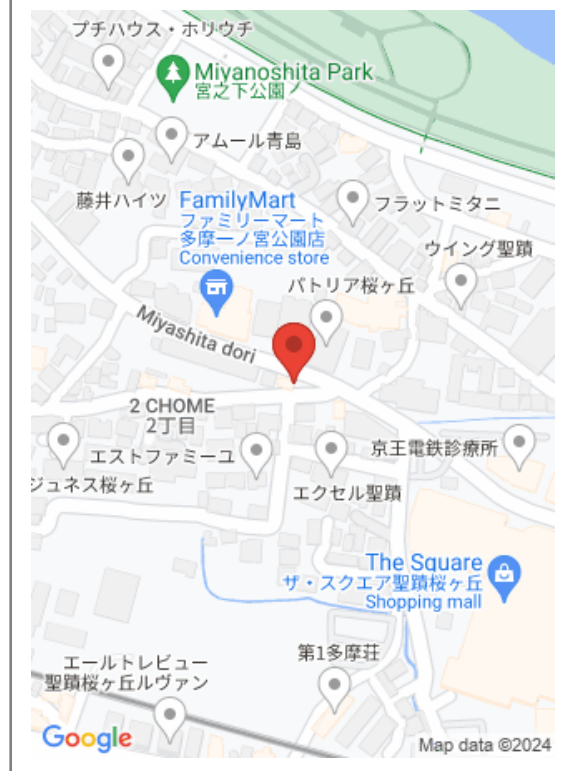 プチハウス・ホリウチ
Miyanoshita Park
宮之下公園
アムール青島
藤井ハイツ
FamilyMart
ファミリーマート
多摩一ノ宮公園店
Convenience store
フラットミタニ
ウイング聖蹟
パトリア桜ヶ丘
Miyashita dori
2 CHOME
2丁目
エストファミーユ
京王電鉄診療所
ジュネス桜ヶ丘
エクセル聖蹟
The Square
ザ・スクエア聖蹟桜ヶ丘
Shopping mall
第1多摩荘
エールトレビュー
聖蹟桜ヶ丘ルヴァン
Google
Map data ©2024